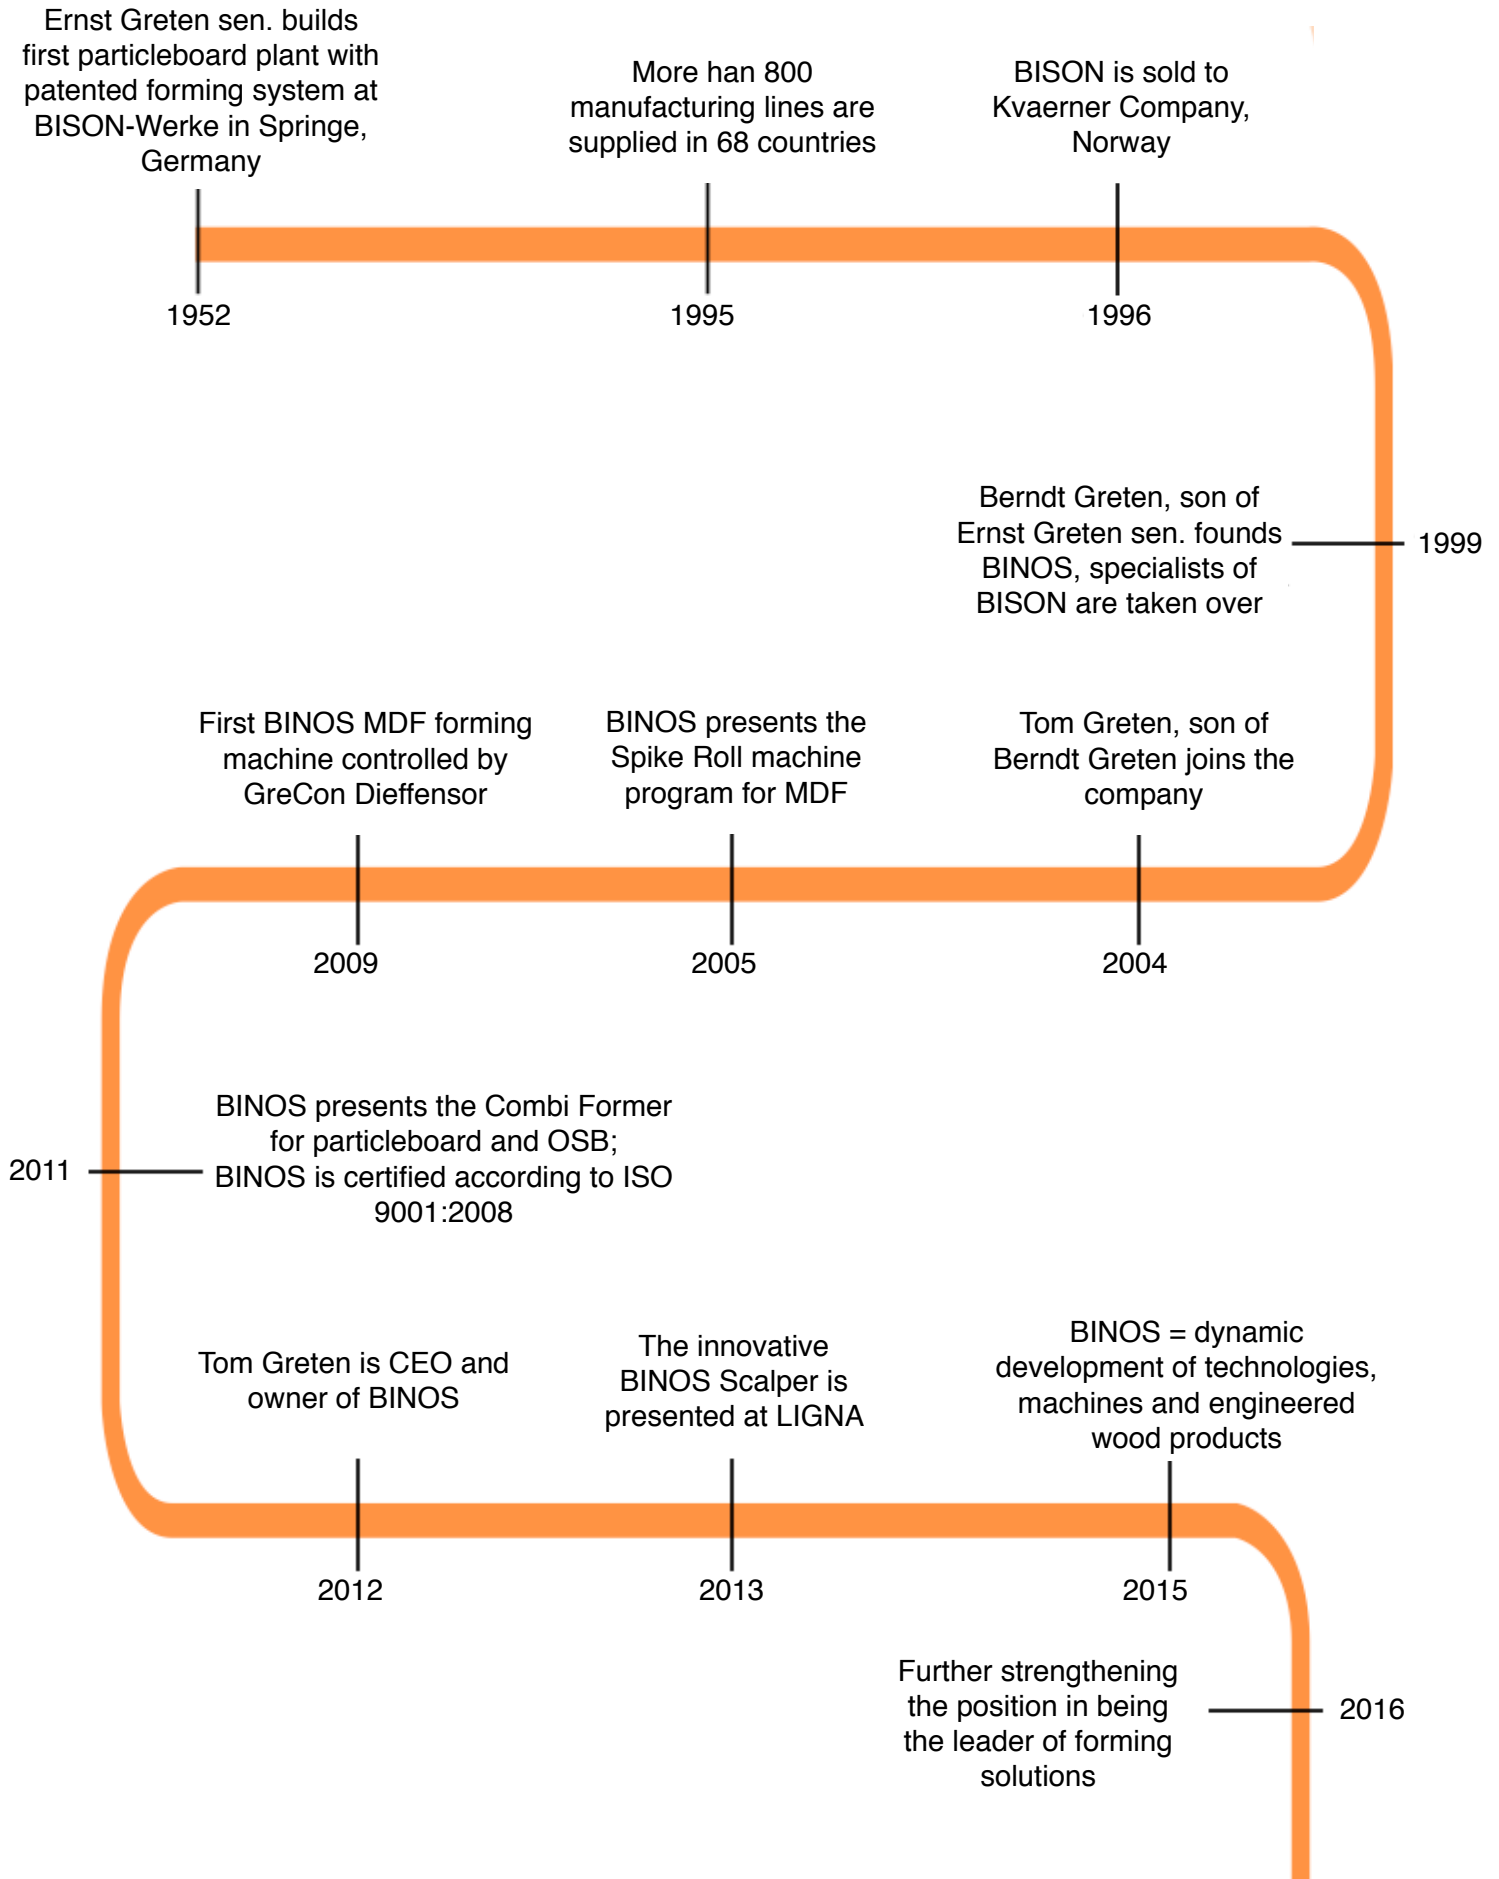 Ernst Greten sen. builds
first particleboard plant with
patented forming system at
BISON-Werke in Springe,
Germany
1952
More han 800
manufacturing lines are
supplied in 68 countries
1995
BISON is sold to
Kvaerner Company,
Norway
1996
Berndt Greten, son of
Ernst Greten sen. founds
BINOS, specialists of
BISON are taken over
1999
Tom Greten, son of
Berndt Greten joins the
company
2004
BINOS presents the
Spike Roll machine
program for MDF
2005
First BINOS MDF forming
machine controlled by
GreCon Dieffensor
2009
2011
BINOS presents the Combi Former
for particleboard and OSB;
BINOS is certified according to ISO
9001:2008
Tom Greten is CEO and
owner of BINOS
2012
The innovative
BINOS Scalper is
presented at LIGNA
2013
BINOS = dynamic
development of technologies,
machines and engineered
wood products
2015
Further strengthening
the position in being
the leader of forming
solutions
2016